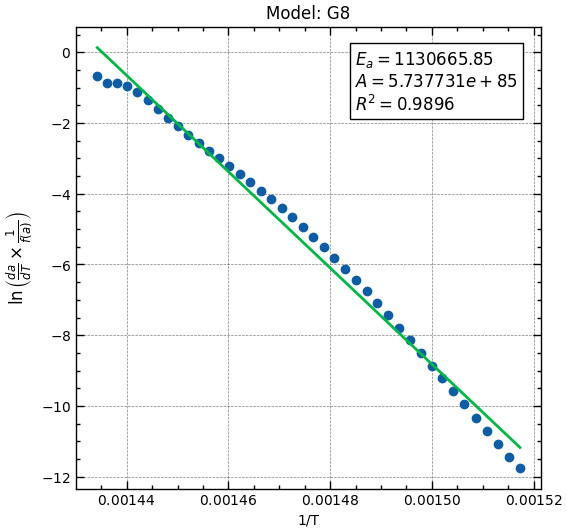 Model: G8
E_a = 1130665.85
A = 5.737731e + 85
R^2 = 0.9896
0
−2
−4
−6
−8
−10
−12
ln(da/dT × 1/f(a))
0.00144 0.00146 0.00148 0.00150 0.00152
1/T